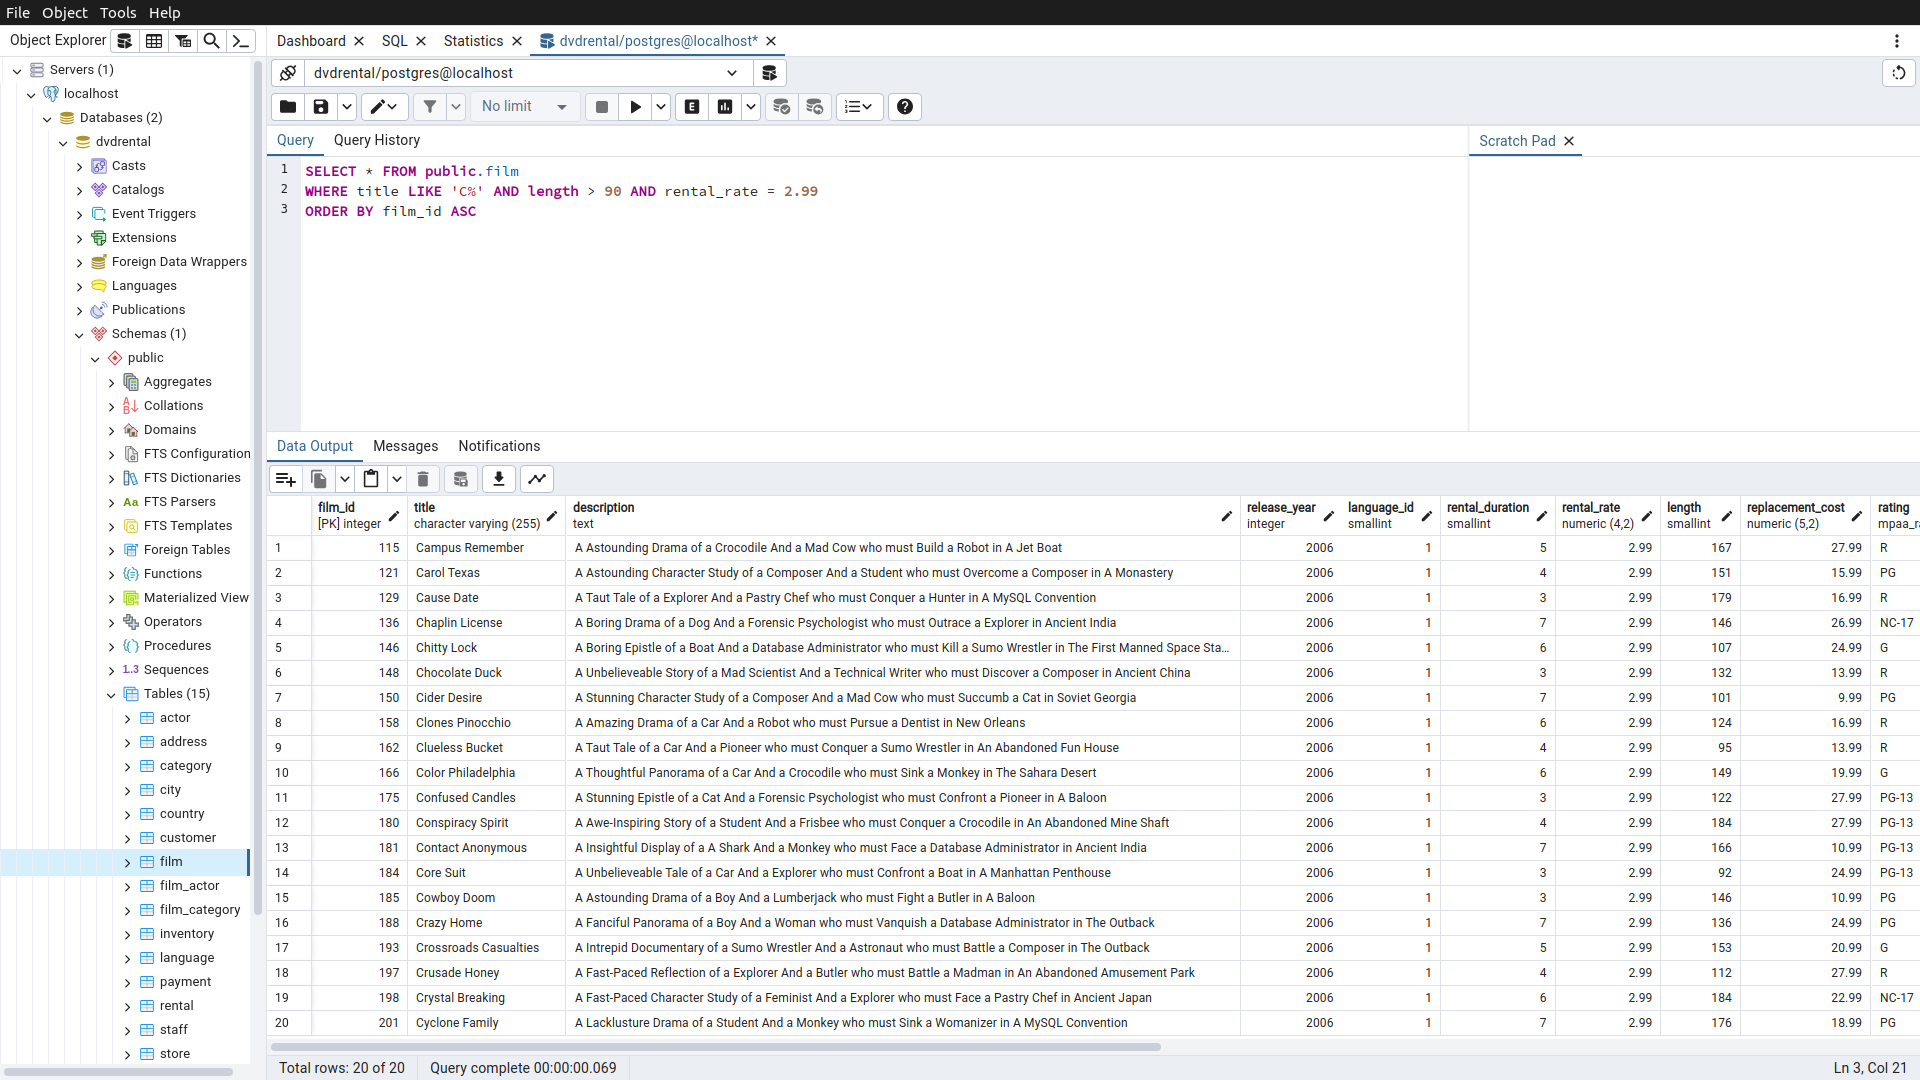 File Object Tools Help
Object Explorer
Dashboard SQL Statistics dvdrental/postgres@localhost*
Servers (1)
localhost
Databases (2)
dvdrental
Casts
Catalogs
Event Triggers
Extensions
Foreign Data Wrappers
Languages
Publications
Schemas (1)
public
Aggregates
Collations
Domains
FTS Configuration
FTS Dictionaries
FTS Parsers
FTS Templates
Foreign Tables
Functions
Materialized View
Operators
Procedures
1..3 Sequences
Tables (15)
actor
address
category
city
country
customer
film
film_actor
film_category
inventory
language
payment
rental
staff
store
dvdrental/postgres@localhost
No limit
Query Query History
Scratch Pad
1 SELECT * FROM public.film
2 WHERE title LIKE 'C%' AND length > 90 AND rental_rate = 2.99
3 ORDER BY film_id ASC
Data Output Messages Notifications
film_id title description release_year language_id rental_duration rental_rate length replacement_cost rating
[PK] integer character varying (255) text integer smallint smallint numeric (4,2) smallint numeric (5,2) mpaa_r
1 115 Campus Remember A Astounding Drama of a Crocodile And a Mad Cow who must Build a Robot in A Jet Boat 2006 1 5 2.99 167 27.99 R
2 121 Carol Texas A Astounding Character Study of a Composer And a Student who must Overcome a Composer in A Monastery 2006 1 4 2.99 151 15.99 PG
3 129 Cause Date A Taut Tale of a Explorer And a Pastry Chef who must Conquer a Hunter in A MySQL Convention 2006 1 3 2.99 179 16.99 R
4 136 Chaplin License A Boring Drama of a Dog And a Forensic Psychologist who must Outrace a Explorer in Ancient India 2006 1 7 2.99 146 26.99 NC-17
5 146 Chitty Lock A Boring Epistle of a Boat And a Database Administrator who must Kill a Sumo Wrestler in The First Manned Space Sta... 2006 1 6 2.99 107 24.99 G
6 148 Chocolate Duck A Unbelieveable Story of a Mad Scientist And a Technical Writer who must Discover a Composer in Ancient China 2006 1 3 2.99 132 13.99 R
7 150 Cider Desire A Stunning Character Study of a Composer And a Mad Cow who must Succumb a Cat in Soviet Georgia 2006 1 7 2.99 101 9.99 PG
8 158 Clones Pinocchio A Amazing Drama of a Car And a Robot who must Pursue a Dentist in New Orleans 2006 1 6 2.99 124 16.99 R
9 162 Clueless Bucket A Taut Tale of a Car And a Pioneer who must Conquer a Sumo Wrestler in An Abandoned Fun House 2006 1 4 2.99 95 13.99 R
10 166 Color Philadelphia A Thoughtful Panorama of a Car And a Crocodile who must Sink a Monkey in The Sahara Desert 2006 1 6 2.99 149 19.99 G
11 175 Confused Candles A Stunning Epistle of a Cat And a Forensic Psychologist who must Confront a Pioneer in A Baloon 2006 1 3 2.99 122 27.99 PG-13
12 180 Conspiracy Spirit A Awe-Inspiring Story of a Student And a Frisbee who must Conquer a Crocodile in An Abandoned Mine Shaft 2006 1 4 2.99 184 27.99 PG-13
13 181 Contact Anonymous A Insightful Display of a A Shark And a Monkey who must Face a Database Administrator in Ancient India 2006 1 7 2.99 166 10.99 PG-13
14 184 Core Suit A Unbelieveable Tale of a Car And a Explorer who must Confront a Boat in A Manhattan Penthouse 2006 1 3 2.99 92 24.99 PG-13
15 185 Cowboy Doom A Astounding Drama of a Boy And a Lumberjack who must Fight a Butler in A Baloon 2006 1 3 2.99 146 10.99 PG
16 188 Crazy Home A Fanciful Panorama of a Boy And a Woman who must Vanquish a Database Administrator in The Outback 2006 1 7 2.99 136 24.99 PG
17 193 Crossroads Casualties A Intrepid Documentary of a Sumo Wrestler And a Astronaut who must Battle a Composer in The Outback 2006 1 5 2.99 153 20.99 G
18 197 Crusade Honey A Fast-Paced Reflection of a Explorer And a Butler who must Battle a Madman in An Abandoned Amusement Park 2006 1 4 2.99 112 27.99 R
19 198 Crystal Breaking A Fast-Paced Character Study of a Feminist And a Explorer who must Face a Pastry Chef in Ancient Japan 2006 1 6 2.99 184 22.99 NC-17
20 201 Cyclone Family A Lacklusture Drama of a Student And a Monkey who must Sink a Womanizer in A MySQL Convention 2006 1 7 2.99 176 18.99 PG
Total rows: 20 of 20 Query complete 00:00:00.069 Ln 3, Col 21